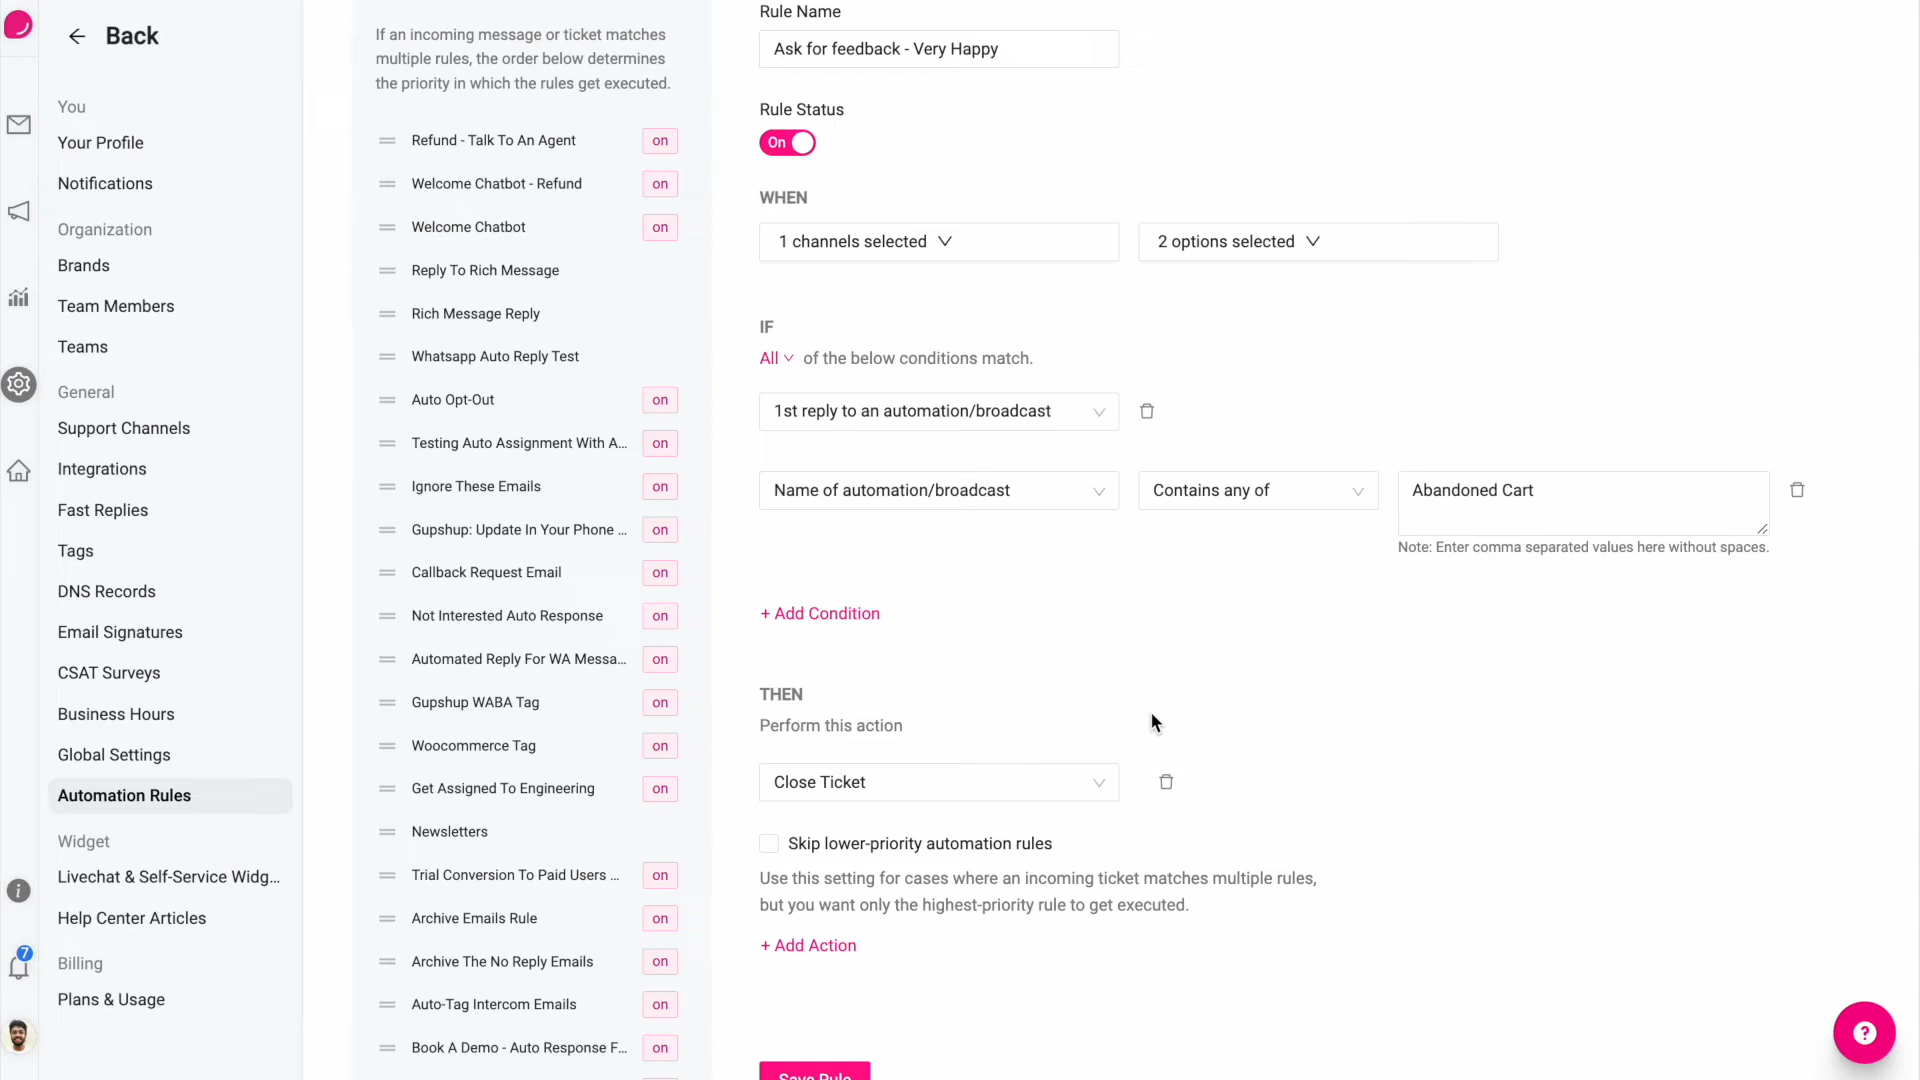 Back
You
Your Profile
Notifications
Organization
Brands
Team Members
Teams
General
Support Channels
Integrations
Fast Replies
Tags
DNS Records
Email Signatures
CSAT Surveys
Business Hours
Global Settings
Automation Rules
Widget
Livechat & Self-Service Widg...
Help Center Articles
Billing
Plans & Usage
7
If an incoming message or ticket matches
multiple rules, the order below determines
the priority in which the rules get executed.
Refund - Talk To An Agent on
Welcome Chatbot - Refund on
Welcome Chatbot on
Reply To Rich Message
Rich Message Reply
Whatsapp Auto Reply Test
Auto Opt-Out on
Testing Auto Assignment With A... on
Ignore These Emails on
Gupshup: Update In Your Phone ... on
Callback Request Email on
Not Interested Auto Response on
Automated Reply For WA Messa... on
Gupshup WABA Tag on
Woocommerce Tag on
Get Assigned To Engineering on
Newsletters
Trial Conversion To Paid Users ... on
Archive Emails Rule on
Archive The No Reply Emails on
Auto-Tag Intercom Emails on
Book A Demo - Auto Response F... on
Rule Name
Ask for feedback - Very Happy
Rule Status
On
WHEN
1 channels selected 2 options selected
IF
All of the below conditions match.
1st reply to an automation/broadcast
Name of automation/broadcast Contains any of Abandoned Cart
Note: Enter comma separated values here without spaces.
+ Add Condition
THEN
Perform this action
Close Ticket
Skip lower-priority automation rules
Use this setting for cases where an incoming ticket matches multiple rules,
but you want only the highest-priority rule to get executed.
+ Add Action
Save Rule
?